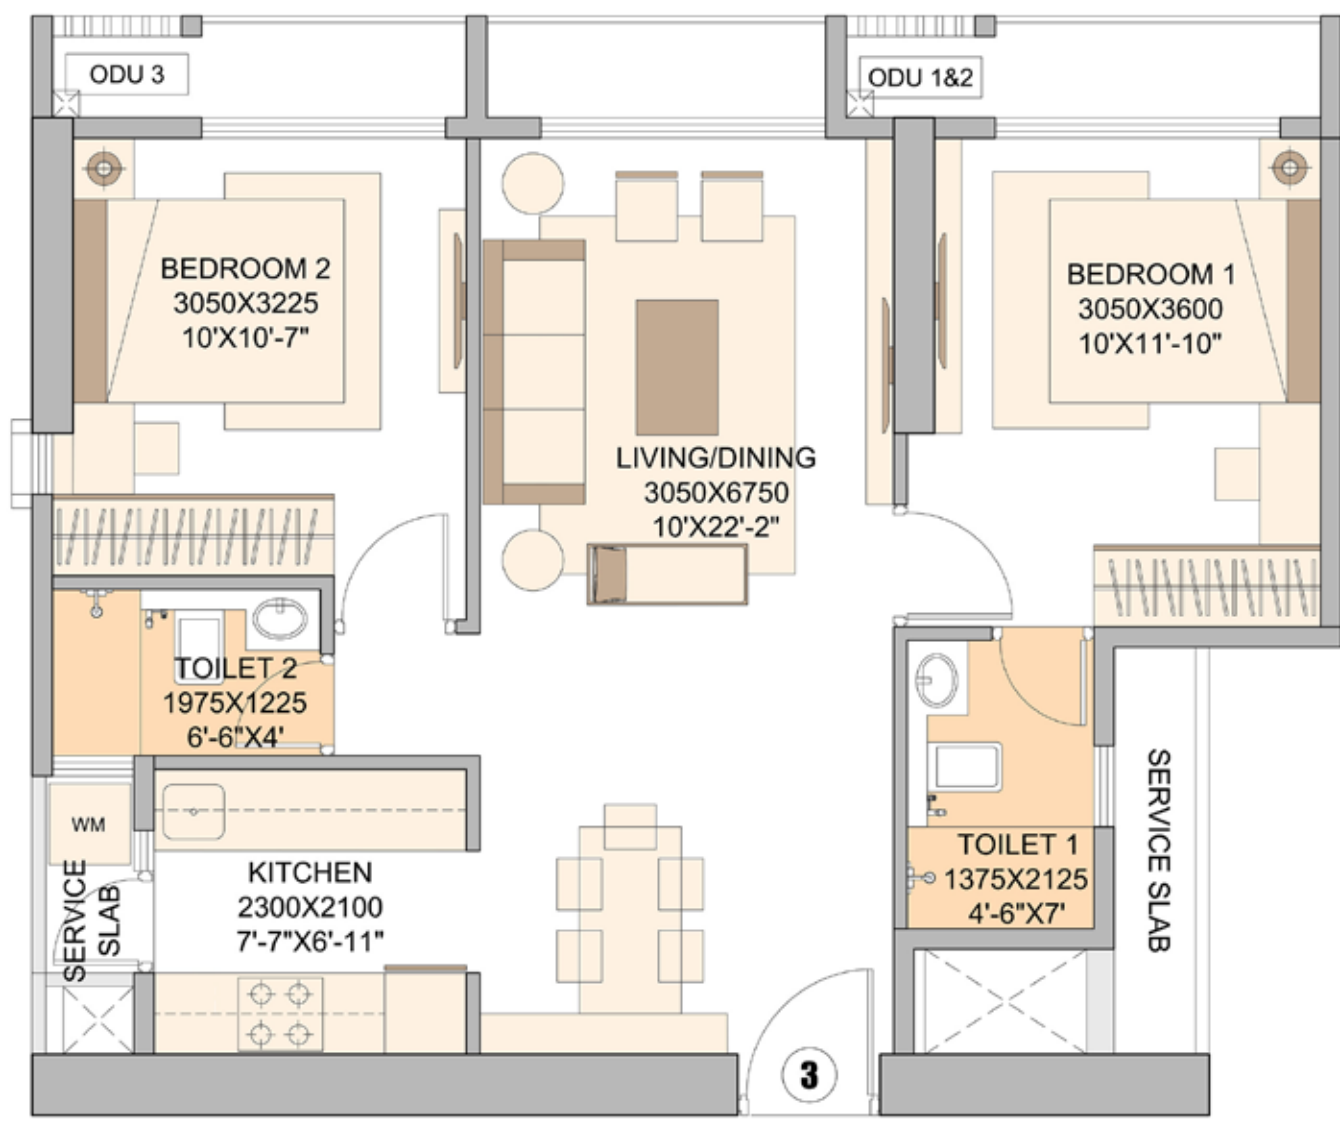 ODU 3
ODU 1&2
BEDROOM 2
3050X3225
10'X10'-7"
BEDROOM 1
3050X3600
10'X11'-10"
LIVING/DINING
3050X6750
10'X22'-2"
TOILET 2
1975X1225
6'-6"X4'
WM
SERVICE
SLAB
KITCHEN
2300X2100
7'-7"X6'-11"
TOILET 1
1375X2125
4'-6"X7'
SERVICE SLAB
3